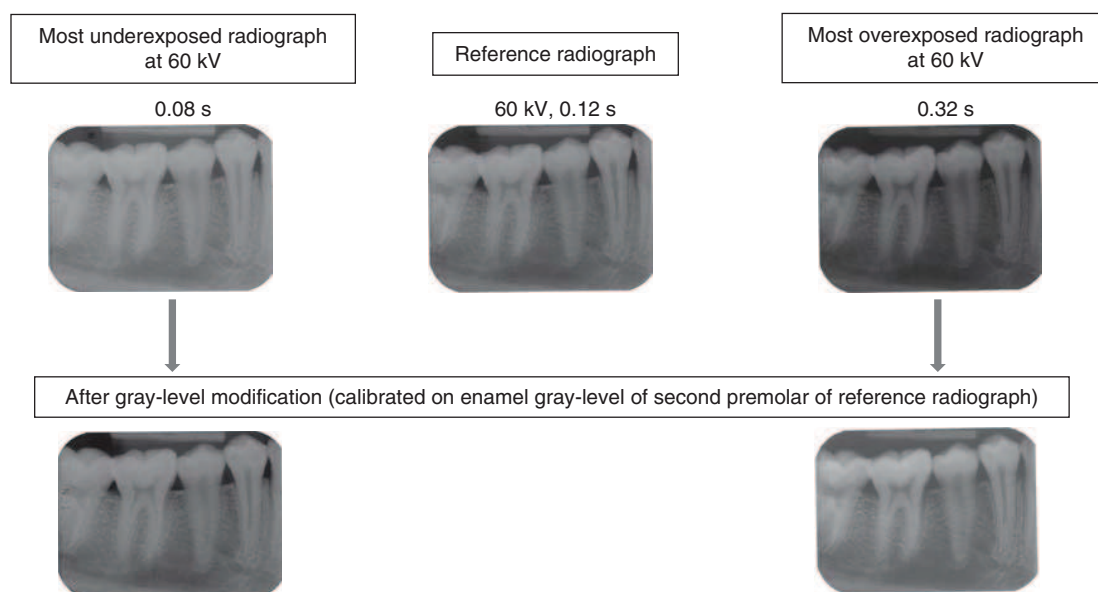 Most underexposed radiograph
at 60 kV
Reference radiograph
Most overexposed radiograph
at 60 kV
0.08 s
60 kV, 0.12 s
0.32 s
After gray-level modification (calibrated on enamel gray-level of second premolar of reference radiograph)